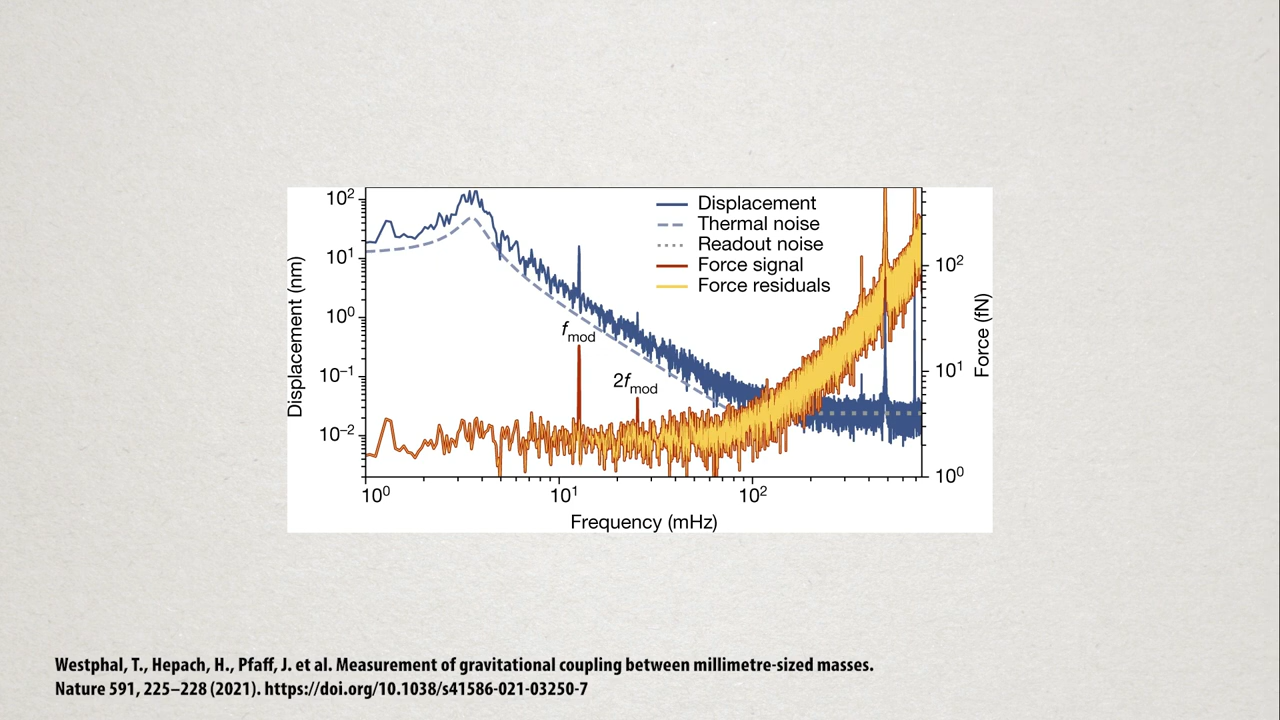 Displacement
Thermal noise
Readout noise
Force signal
Force residuals
10²
10¹
10⁰
10⁻¹
10⁻²
Displacement (nm)
f_mod
2f_mod
10²
10¹
10⁰
Force (fN)
10⁰
10¹
10²
Frequency (mHz)
Westphal, T., Hepach, H., Pfaff, J. et al. Measurement of gravitational coupling between millimetre-sized masses.
Nature 591, 225–228 (2021). https://doi.org/10.1038/s41586-021-03250-7